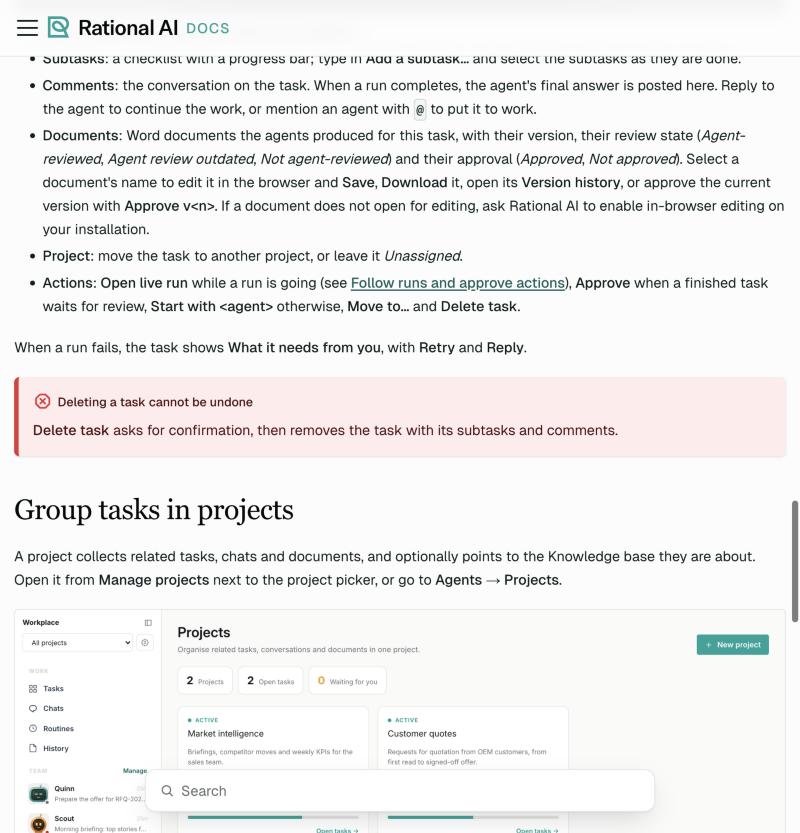 Rational AI DOCS
Subtasks: a checklist with a progress bar; type in Add a subtask... and select the subtasks as they are done.
Comments: the conversation on the task. When a run completes, the agent's final answer is posted here. Reply to
the agent to continue the work, or mention an agent with @ to put it to work.
Documents: Word documents the agents produced for this task, with their version, their review state (Agent-
reviewed, Agent review outdated, Not agent-reviewed) and their approval (Approved, Not approved). Select a
document's name to edit it in the browser and Save, Download it, open its Version history, or approve the current
version with Approve v<n>. If a document does not open for editing, ask Rational AI to enable in-browser editing on
your installation.
Project: move the task to another project, or leave it Unassigned.
Actions: Open live run while a run is going (see Follow runs and approve actions), Approve when a finished task
waits for review, Start with <agent> otherwise, Move to... and Delete task.
When a run fails, the task shows What it needs from you, with Retry and Reply.
Deleting a task cannot be undone
Delete task asks for confirmation, then removes the task with its subtasks and comments.
Group tasks in projects
A project collects related tasks, chats and documents, and optionally points to the Knowledge base they are about.
Open it from Manage projects next to the project picker, or go to Agents → Projects.
Workplace
All projects
WORK
Tasks
Chats
Routines
History
TEAM Manage
Quinn
Prepare the offer for RFQ-202...
Scout
Morning briefing: top stories f...
Projects
Organise related tasks, conversations and documents in one project.
+ New project
2 Projects
2 Open tasks
0 Waiting for you
ACTIVE
Market intelligence
Briefings, competitor moves and weekly KPIs for the
sales team.
Open tasks →
ACTIVE
Customer quotes
Requests for quotation from OEM customers, from
first read to signed-off offer.
Open tasks →
Search